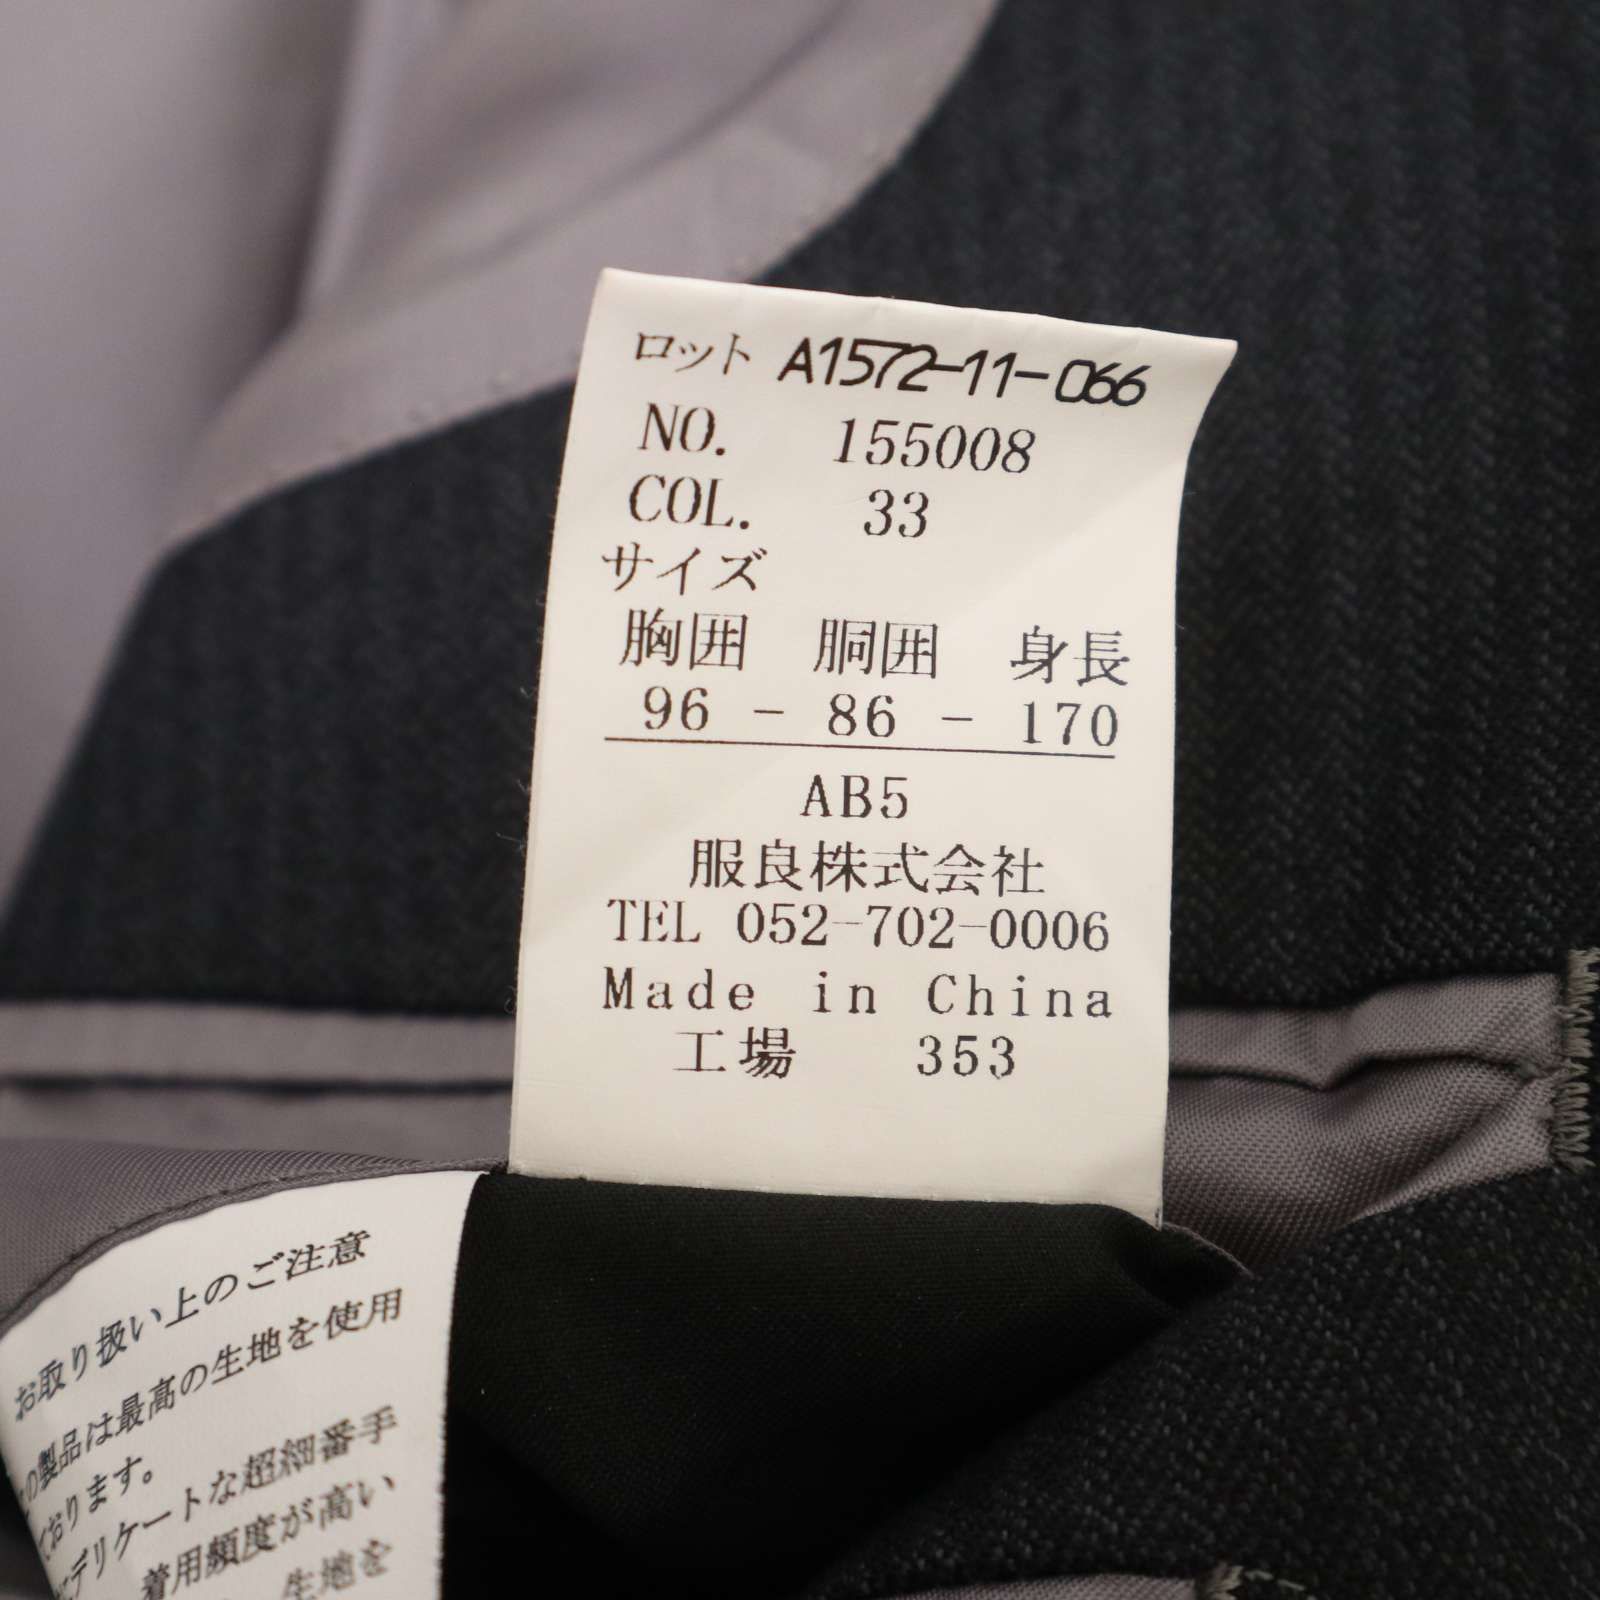 ロット A1572-11-066
NO. 155008
COL. 33
サイズ
胸囲 胴囲 身長
96 - 86 - 170
AB5
服良株式会社
TEL 052-702-0006
Made in China
工場 353
お取り扱い上のご注意
の製品は最高の生地を使用
ております。
デリケートな超細番手
着用頻度が高い
生地を